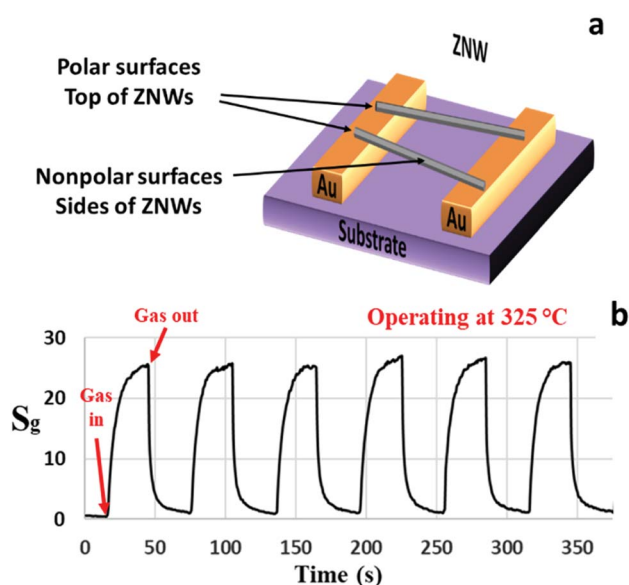 a
ZNW
Polar surfaces
Top of ZNWs
Nonpolar surfaces
Sides of ZNWs
Au
Au
Substrate
b
Gas out
Operating at 325 °C
30
Gas
in
20
Sg
10
0
0
50
100
150
200
250
300
350
Time (s)